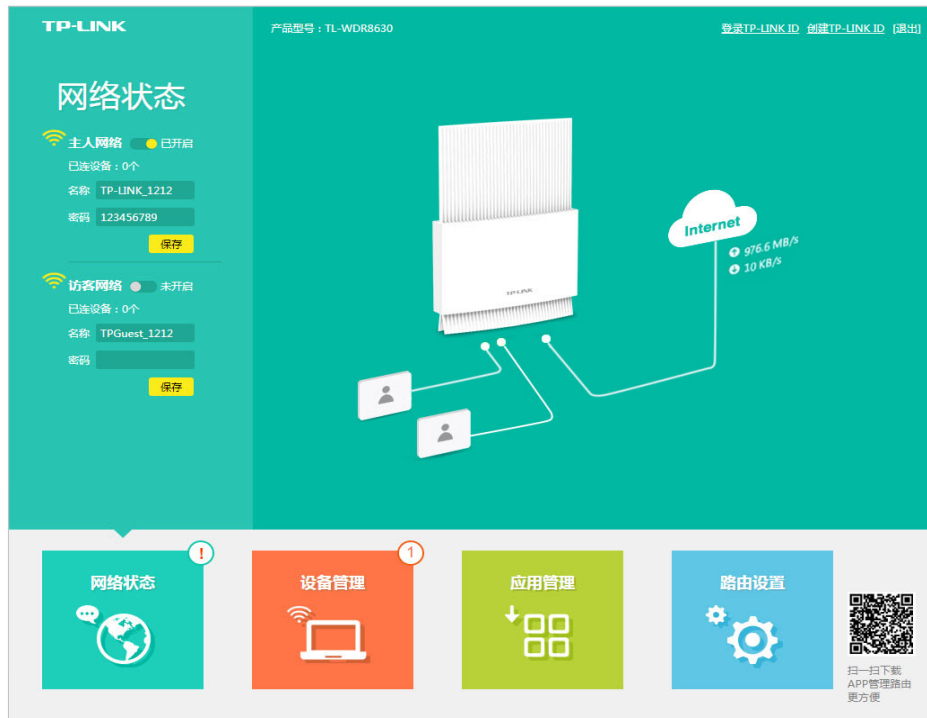 TP-LINK
产品型号：TL-WDR8630
登录TP-LINK ID 创建TP-LINK ID [退出]
网络状态
主人网络 已开启
已连设备：0个
名称 TP-LINK_1212
密码 123456789
保存
访客网络 未开启
已连设备：0个
名称 TPGuest_1212
密码
保存
TP-LINK
Internet
976.6 MB/s
10 KB/s
网络状态
!
设备管理
1
应用管理
路由设置
扫一扫下载
APP管理路由
更方便